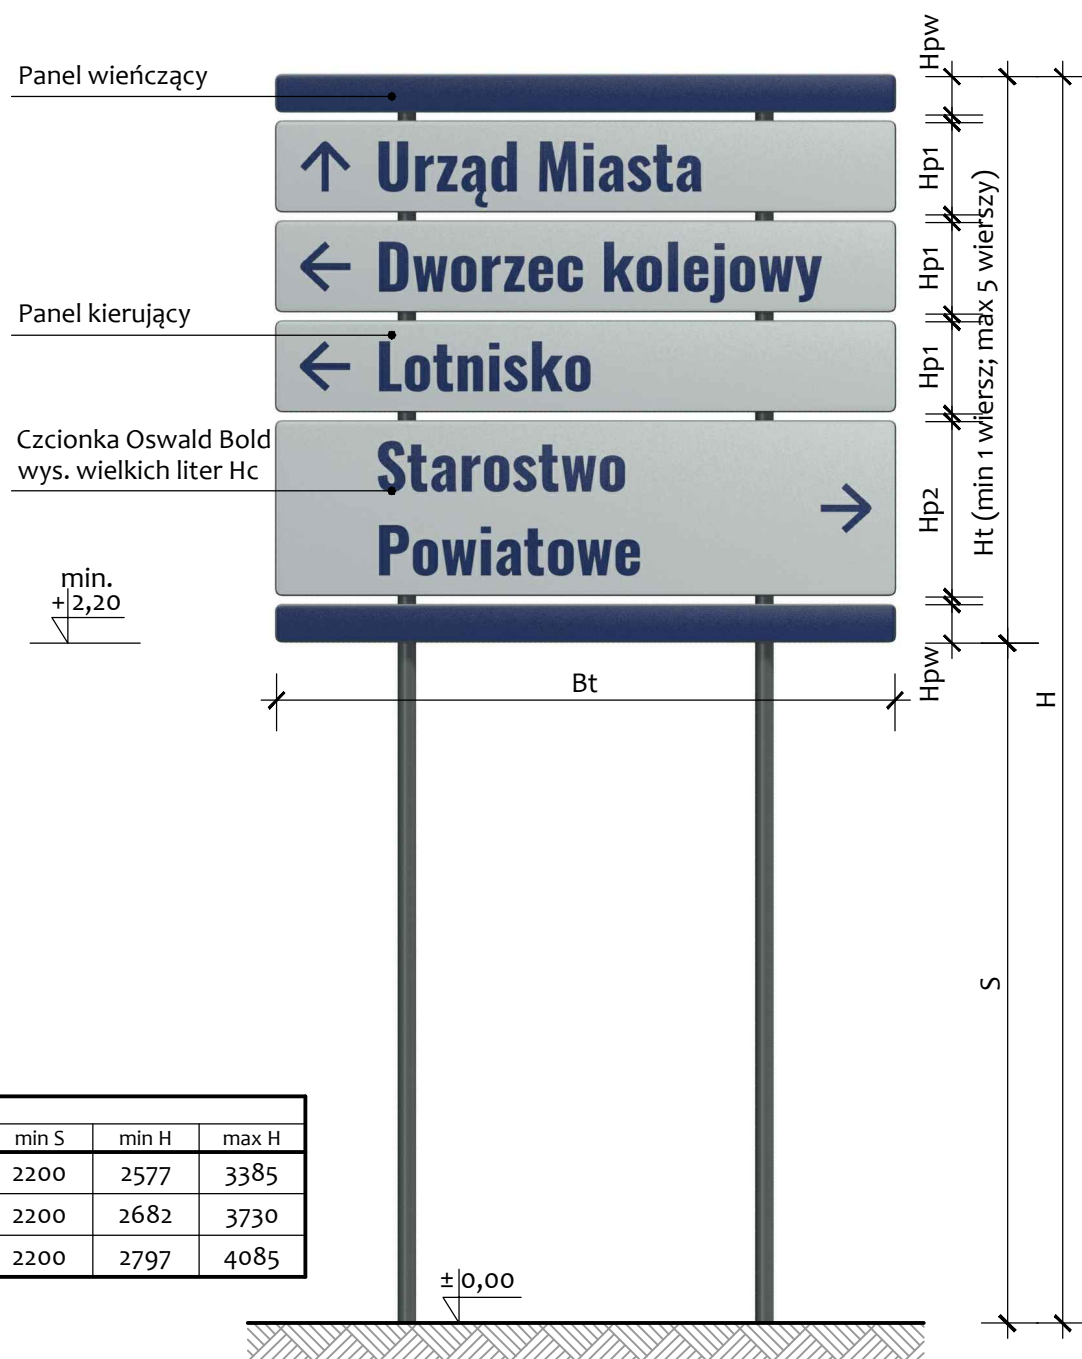 Panel wieńczący
↑ Urząd Miasta
← Dworzec kolejowy
Panel kierujący
← Lotnisko
Czcionka Oswald Bold
wys. wielkich liter Hc
Starostwo
Powiatowe →
min.
+2,20
Bt
Hpw
Hp1
Hp1
Hp1
Hp2
Hpw
Ht (min 1 wiersz; max 5 wierszy)
S
H
min S min H max H
2200 2577 3385
2200 2682 3730
2200 2797 4085
±0,00